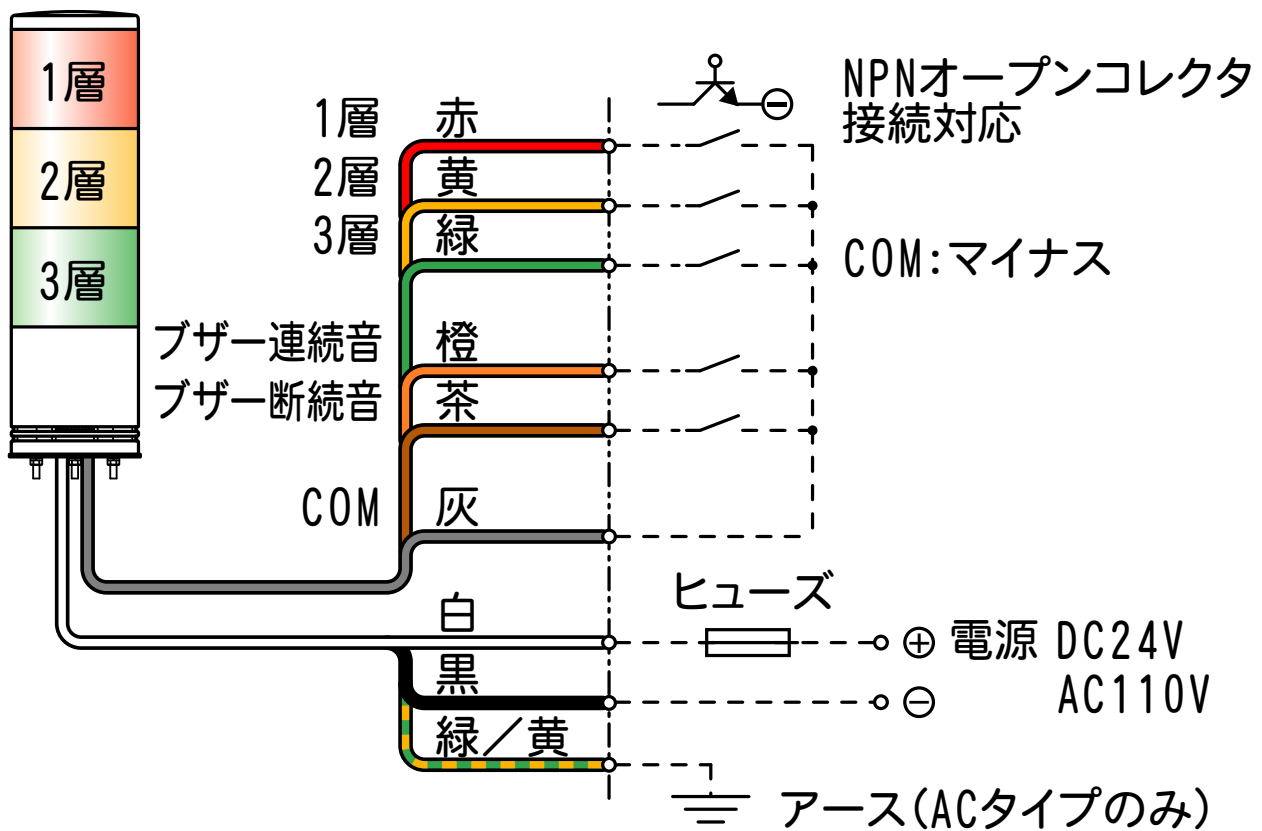 1層
2層
3層
1層 赤
2層 黄
3層 緑
ブザー連続音 橙
ブザー断続音 茶
COM 灰
白
黒
緑／黄
NPNオープンコレクタ
接続対応
COM:マイナス
ヒューズ
⊕ 電源 DC24V
⊖ AC110V
アース(ACタイプのみ)